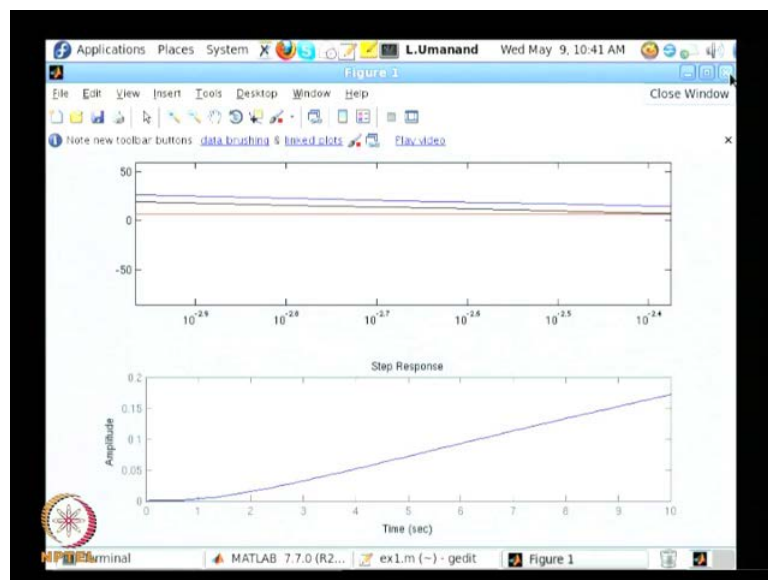 Applications Places System L.Umanand Wed May 9, 10:41 AM
Figure 1
File Edit View Insert Tools Desktop Window Help
Close Window
Note new toolbar buttons: data brushing & linked plots Play video
50
0
-50
10^-2.9 10^-2.8 10^-2.7 10^-2.6 10^-2.5 10^-2.4
Step Response
0.2
0.15
0.1
0.05
0
Amplitude
0 1 2 3 4 5 6 7 8 9 10
Time (sec)
NPTEL
MATLAB 7.7.0 (R2... ex1.m (~) - gedit Figure 1